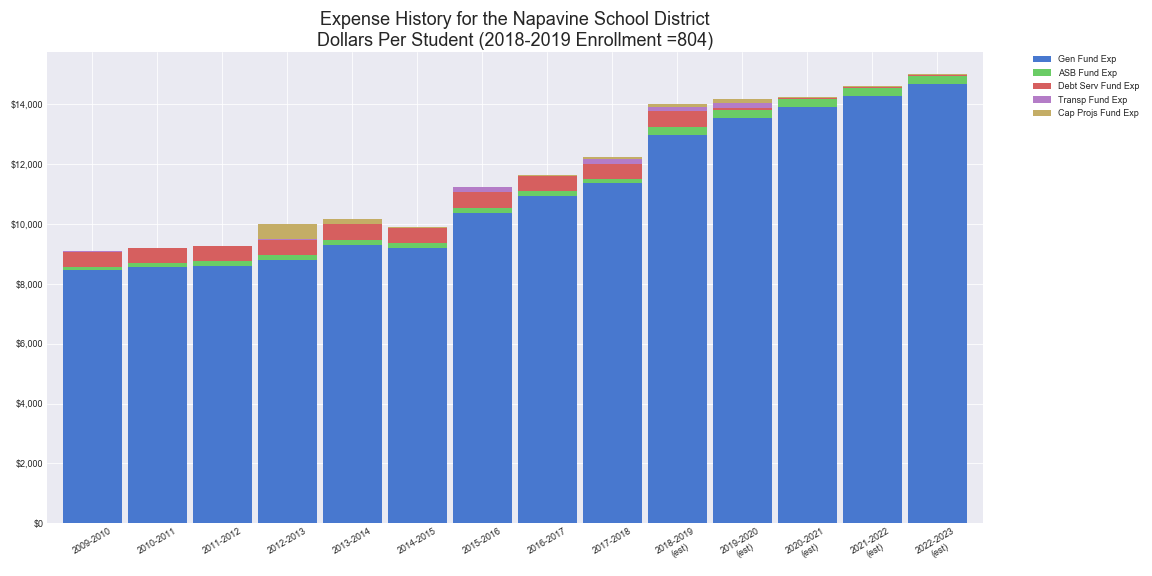 Expense History for the Napavine School District
Dollars Per Student (2018-2019 Enrollment =804)
Gen Fund Exp
ASB Fund Exp
Debt Serv Fund Exp
Transp Fund Exp
Cap Projs Fund Exp
$14,000
$12,000
$10,000
$8,000
$6,000
$4,000
$2,000
$0
2009-2010
2010-2011
2011-2012
2012-2013
2013-2014
2014-2015
2015-2016
2016-2017
2017-2018
2018-2019
(est)
2019-2020
(est)
2020-2021
(est)
2021-2022
(est)
2022-2023
(est)